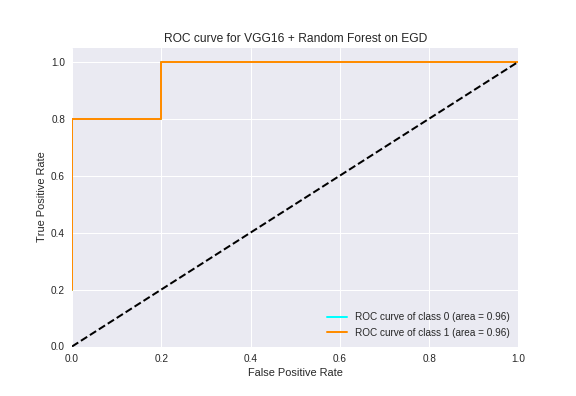 ROC curve for VGG16 + Random Forest on EGD
1.0
0.8
0.6
0.4
0.2
0.0
True Positive Rate
0.0 0.2 0.4 0.6 0.8 1.0
False Positive Rate
ROC curve of class 0 (area = 0.96)
ROC curve of class 1 (area = 0.96)